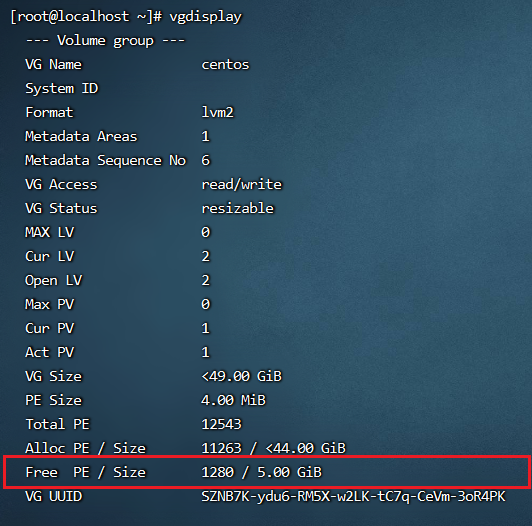 [root@localhost ~]# vgdisplay
--- Volume group ---
VG Name centos
System ID
Format lvm2
Metadata Areas 1
Metadata Sequence No 6
VG Access read/write
VG Status resizable
MAX LV 0
Cur LV 2
Open LV 2
Max PV 0
Cur PV 1
Act PV 1
VG Size <49.00 GiB
PE Size 4.00 MiB
Total PE 12543
Alloc PE / Size 11263 / <44.00 GiB
Free PE / Size 1280 / 5.00 GiB
VG UUID SZNB7K-ydu6-RM5X-w2LK-tC7q-CeVm-3oR4PK